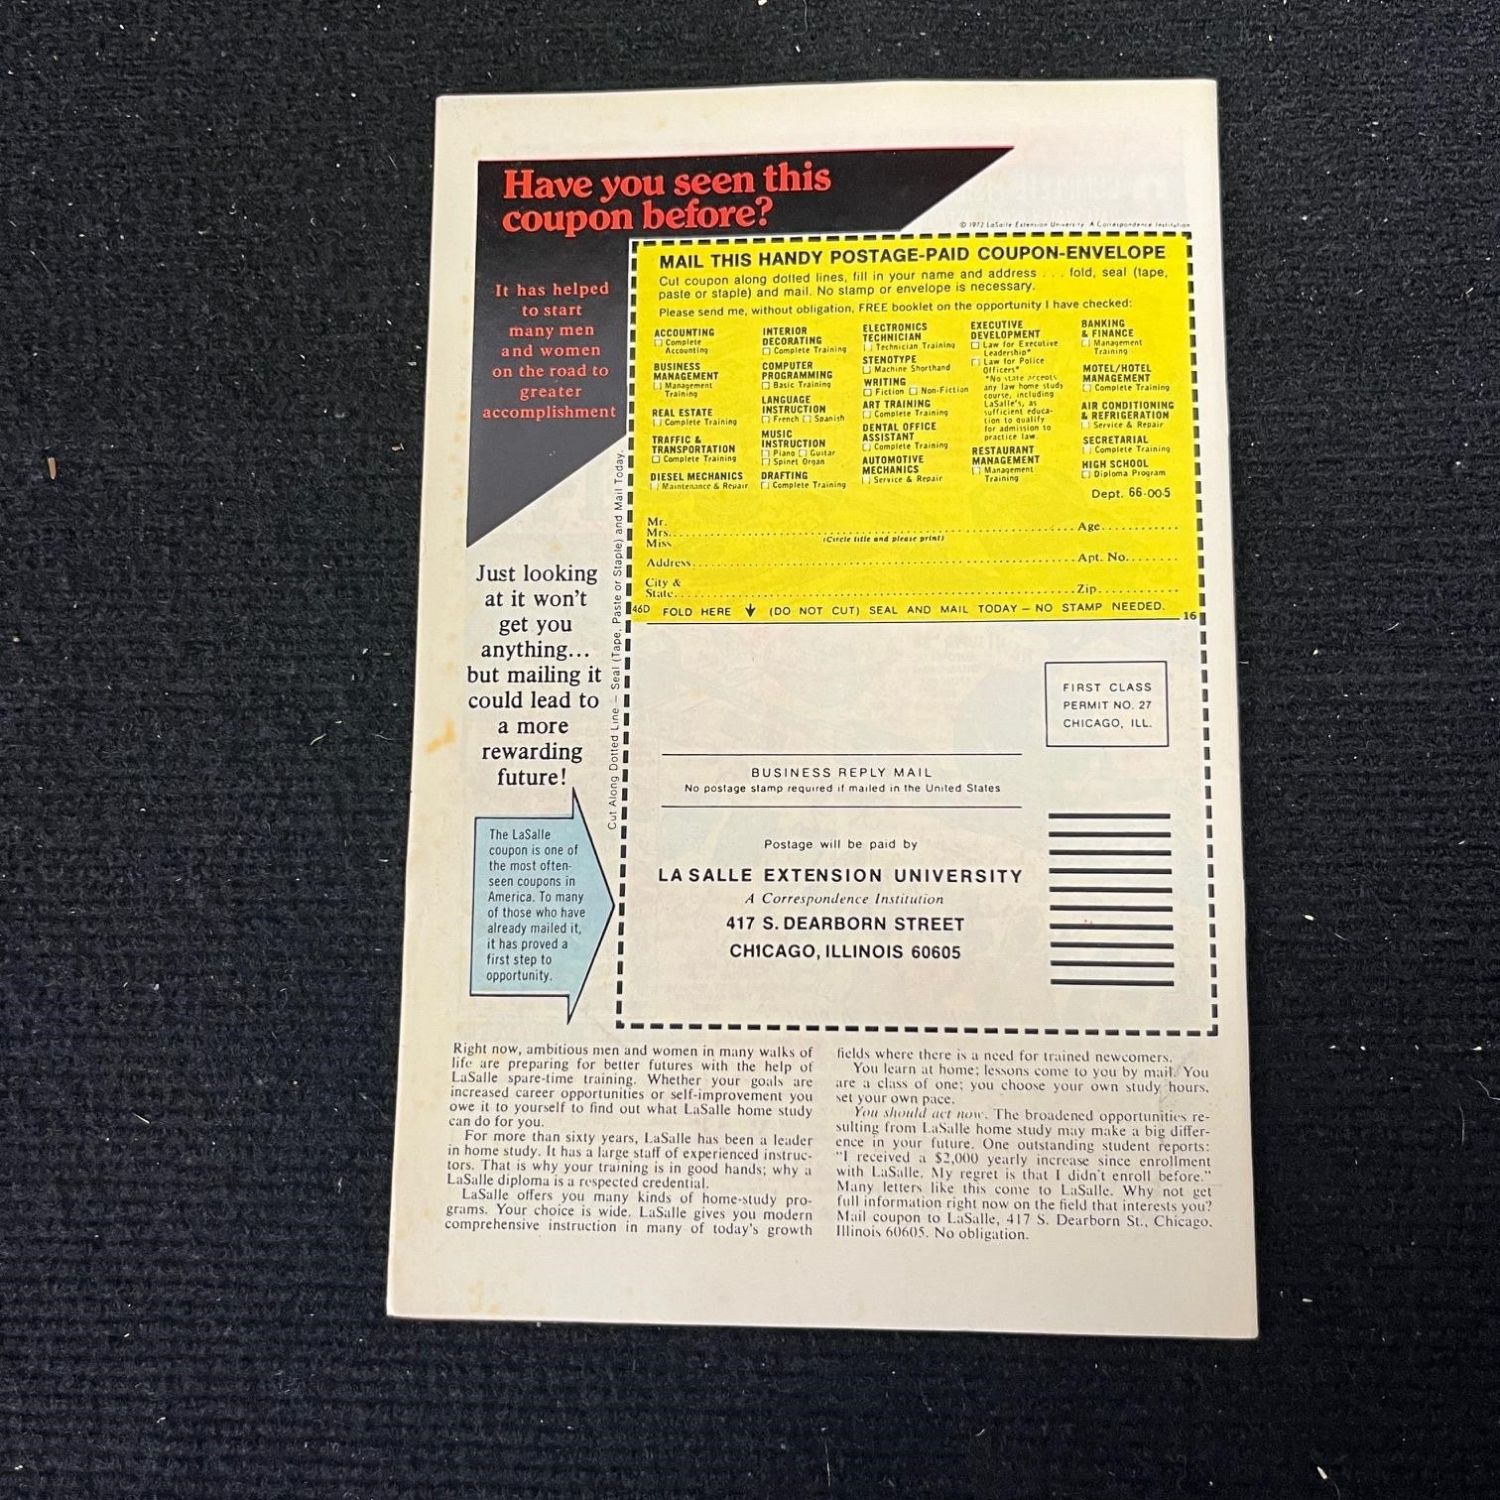 Have you seen this
coupon before?
© 1972 LaSalle Extension University A Correspondence Institution
It has helped
to start
many men
and women
on the road to
greater
accomplishment
MAIL THIS HANDY POSTAGE-PAID COUPON-ENVELOPE
Cut coupon along dotted lines, fill in your name and address . . . fold, seal (tape,
paste or staple) and mail. No stamp or envelope is necessary.
Please send me, without obligation, FREE booklet on the opportunity I have checked:
ACCOUNTING
Complete
Accounting
BUSINESS
MANAGEMENT
Management
Training
REAL ESTATE
Complete Training
TRAFFIC &
TRANSPORTATION
Complete Training
DIESEL MECHANICS
Maintenance & Repair
INTERIOR
DECORATING
Complete Training
COMPUTER
PROGRAMMING
Basic Training
LANGUAGE
INSTRUCTION
French Spanish
MUSIC
INSTRUCTION
Piano Guitar
Spinet Organ
DRAFTING
Complete Training
ELECTRONICS
TECHNICIAN
Technician Training
STENOTYPE
Machine Shorthand
WRITING
Fiction Non-Fiction
ART TRAINING
Complete Training
DENTAL OFFICE
ASSISTANT
Complete Training
AUTOMOTIVE
MECHANICS
Service & Repair
EXECUTIVE
DEVELOPMENT
Law for Executive
Leadership*
Law for Police
Officers*
*No state accepts
any law home study
course, including
LaSalle's, as
sufficient educa-
tion to qualify
for admission to
practice law.
RESTAURANT
MANAGEMENT
Management
Training
BANKING
& FINANCE
Management
Training
MOTEL/HOTEL
MANAGEMENT
Complete Training
AIR CONDITIONING
& REFRIGERATION
Service & Repair
SECRETARIAL
Complete Training
HIGH SCHOOL
Diploma Program
Dept. 66-005
Mr.
Mrs. Age
Miss (Circle title and please print)
Address Apt. No.
City &
State Zip
46D FOLD HERE (DO NOT CUT) SEAL AND MAIL TODAY – NO STAMP NEEDED.
16
Cut Along Dotted Line – Seal (Tape, Paste or Staple) and Mail Today.
Just looking
at it won't
get you
anything...
but mailing it
could lead to
a more
rewarding
future!
The LaSalle
coupon is one of
the most often-
seen coupons in
America. To many
of those who have
already mailed it,
it has proved a
first step to
opportunity.
FIRST CLASS
PERMIT NO. 27
CHICAGO, ILL.
BUSINESS REPLY MAIL
No postage stamp required if mailed in the United States
Postage will be paid by
LA SALLE EXTENSION UNIVERSITY
A Correspondence Institution
417 S. DEARBORN STREET
CHICAGO, ILLINOIS 60605
Right now, ambitious men and women in many walks of
life are preparing for better futures with the help of
LaSalle spare-time training. Whether your goals are
increased career opportunities or self-improvement you
owe it to yourself to find out what LaSalle home study
can do for you.
For more than sixty years, LaSalle has been a leader
in home study. It has a large staff of experienced instruc-
tors. That is why your training is in good hands; why a
LaSalle diploma is a respected credential.
LaSalle offers you many kinds of home-study pro-
grams. Your choice is wide. LaSalle gives you modern
comprehensive instruction in many of today's growth
fields where there is a need for trained newcomers.
You learn at home; lessons come to you by mail. You
are a class of one; you choose your own study hours,
set your own pace.
You should act now. The broadened opportunities re-
sulting from LaSalle home study may make a big differ-
ence in your future. One outstanding student reports:
"I received a $2,000 yearly increase since enrollment
with LaSalle. My regret is that I didn't enroll before."
Many letters like this come to LaSalle. Why not get
full information right now on the field that interests you?
Mail coupon to LaSalle, 417 S. Dearborn St., Chicago,
Illinois 60605. No obligation.